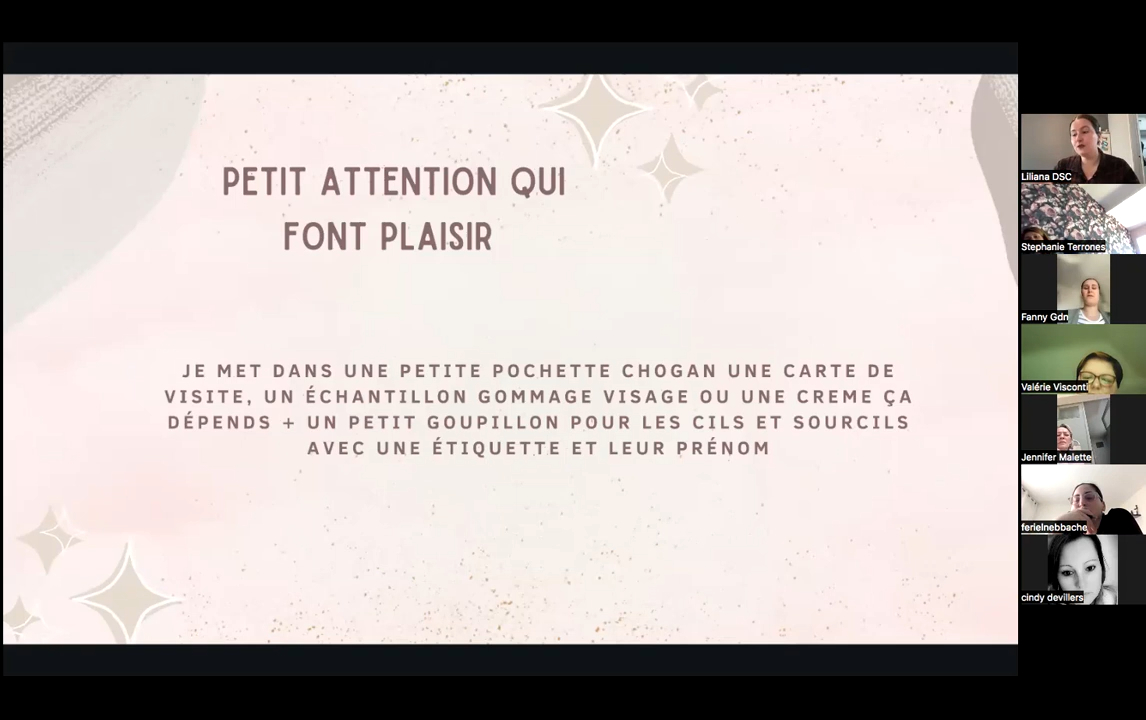 PETIT ATTENTION QUI
FONT PLAISIR
JE MET DANS UNE PETITE POCHETTE CHOGAN UNE CARTE DE
VISITE, UN ÉCHANTILLON GOMMAGE VISAGE OU UNE CREME ÇA
DÉPENDS + UN PETIT GOUPILLON POUR LES CILS ET SOURCILS
AVEC UNE ÉTIQUETTE ET LEUR PRÉNOM
Liliana DSC
Stephanie Terrones
Fanny Gdn
Valérie Visconti
Jennifer Malette
ferielnebbache
cindy devillers